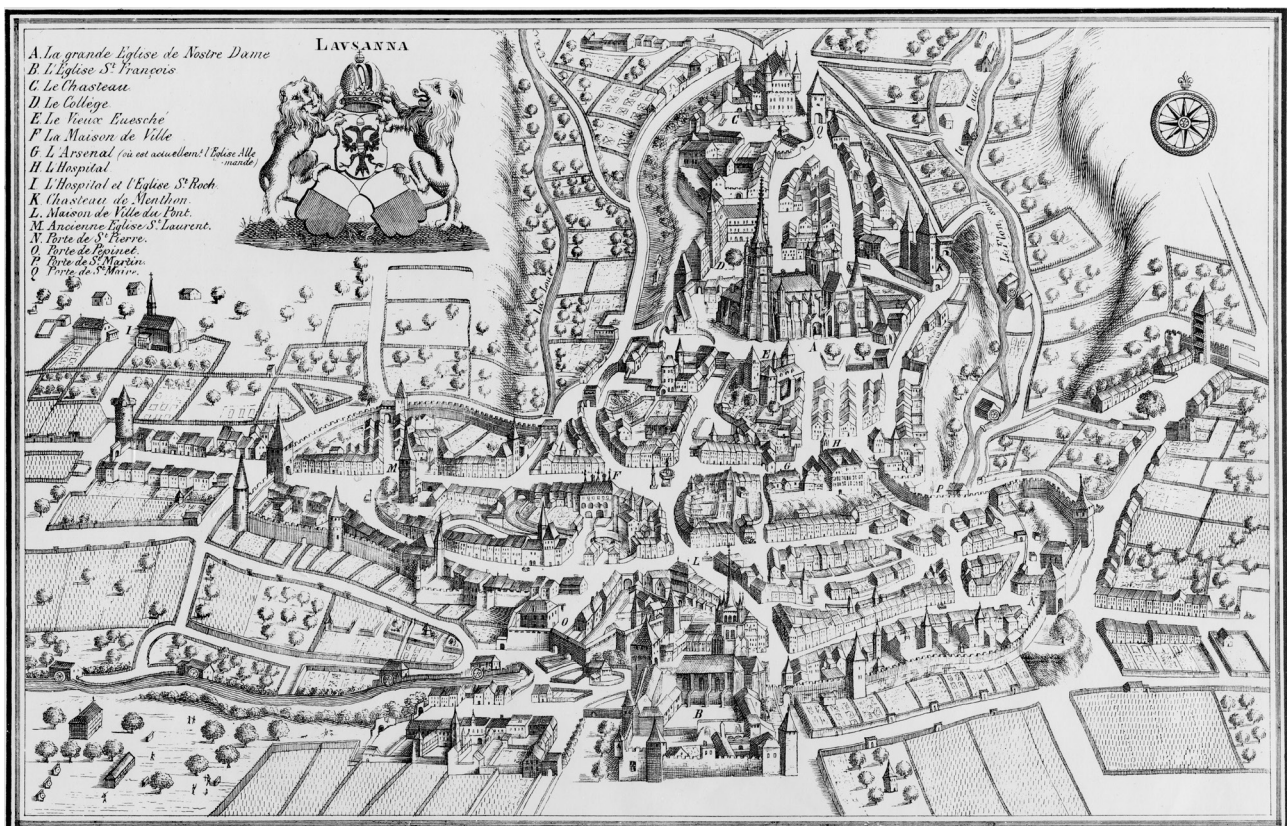 LAVSANNA
A. La grande Eglise de Nostre Dame
B. L'Eglise St. François
C. Le Chasteau
D. Le Collége
E. Le Vieux Euesché
F. La Maison de Ville
G. L'Arsenal (où est actuellemt. l'Eglise Alle
mande)
H. L'Hospital
I. L'Hospital et l'Eglise St. Roch
K. Chasteau de Menthon.
L. Maison de Ville du Pont.
M. Ancienne Eglise St. Laurent.
N. Porte de St. Pierre.
O. Porte de Pépinet.
P. Porte de St. Martin.
Q. Porte de St. Maire.
C
Q
Le Flon
D
I
E
A
H
M
F
G
L
O
B